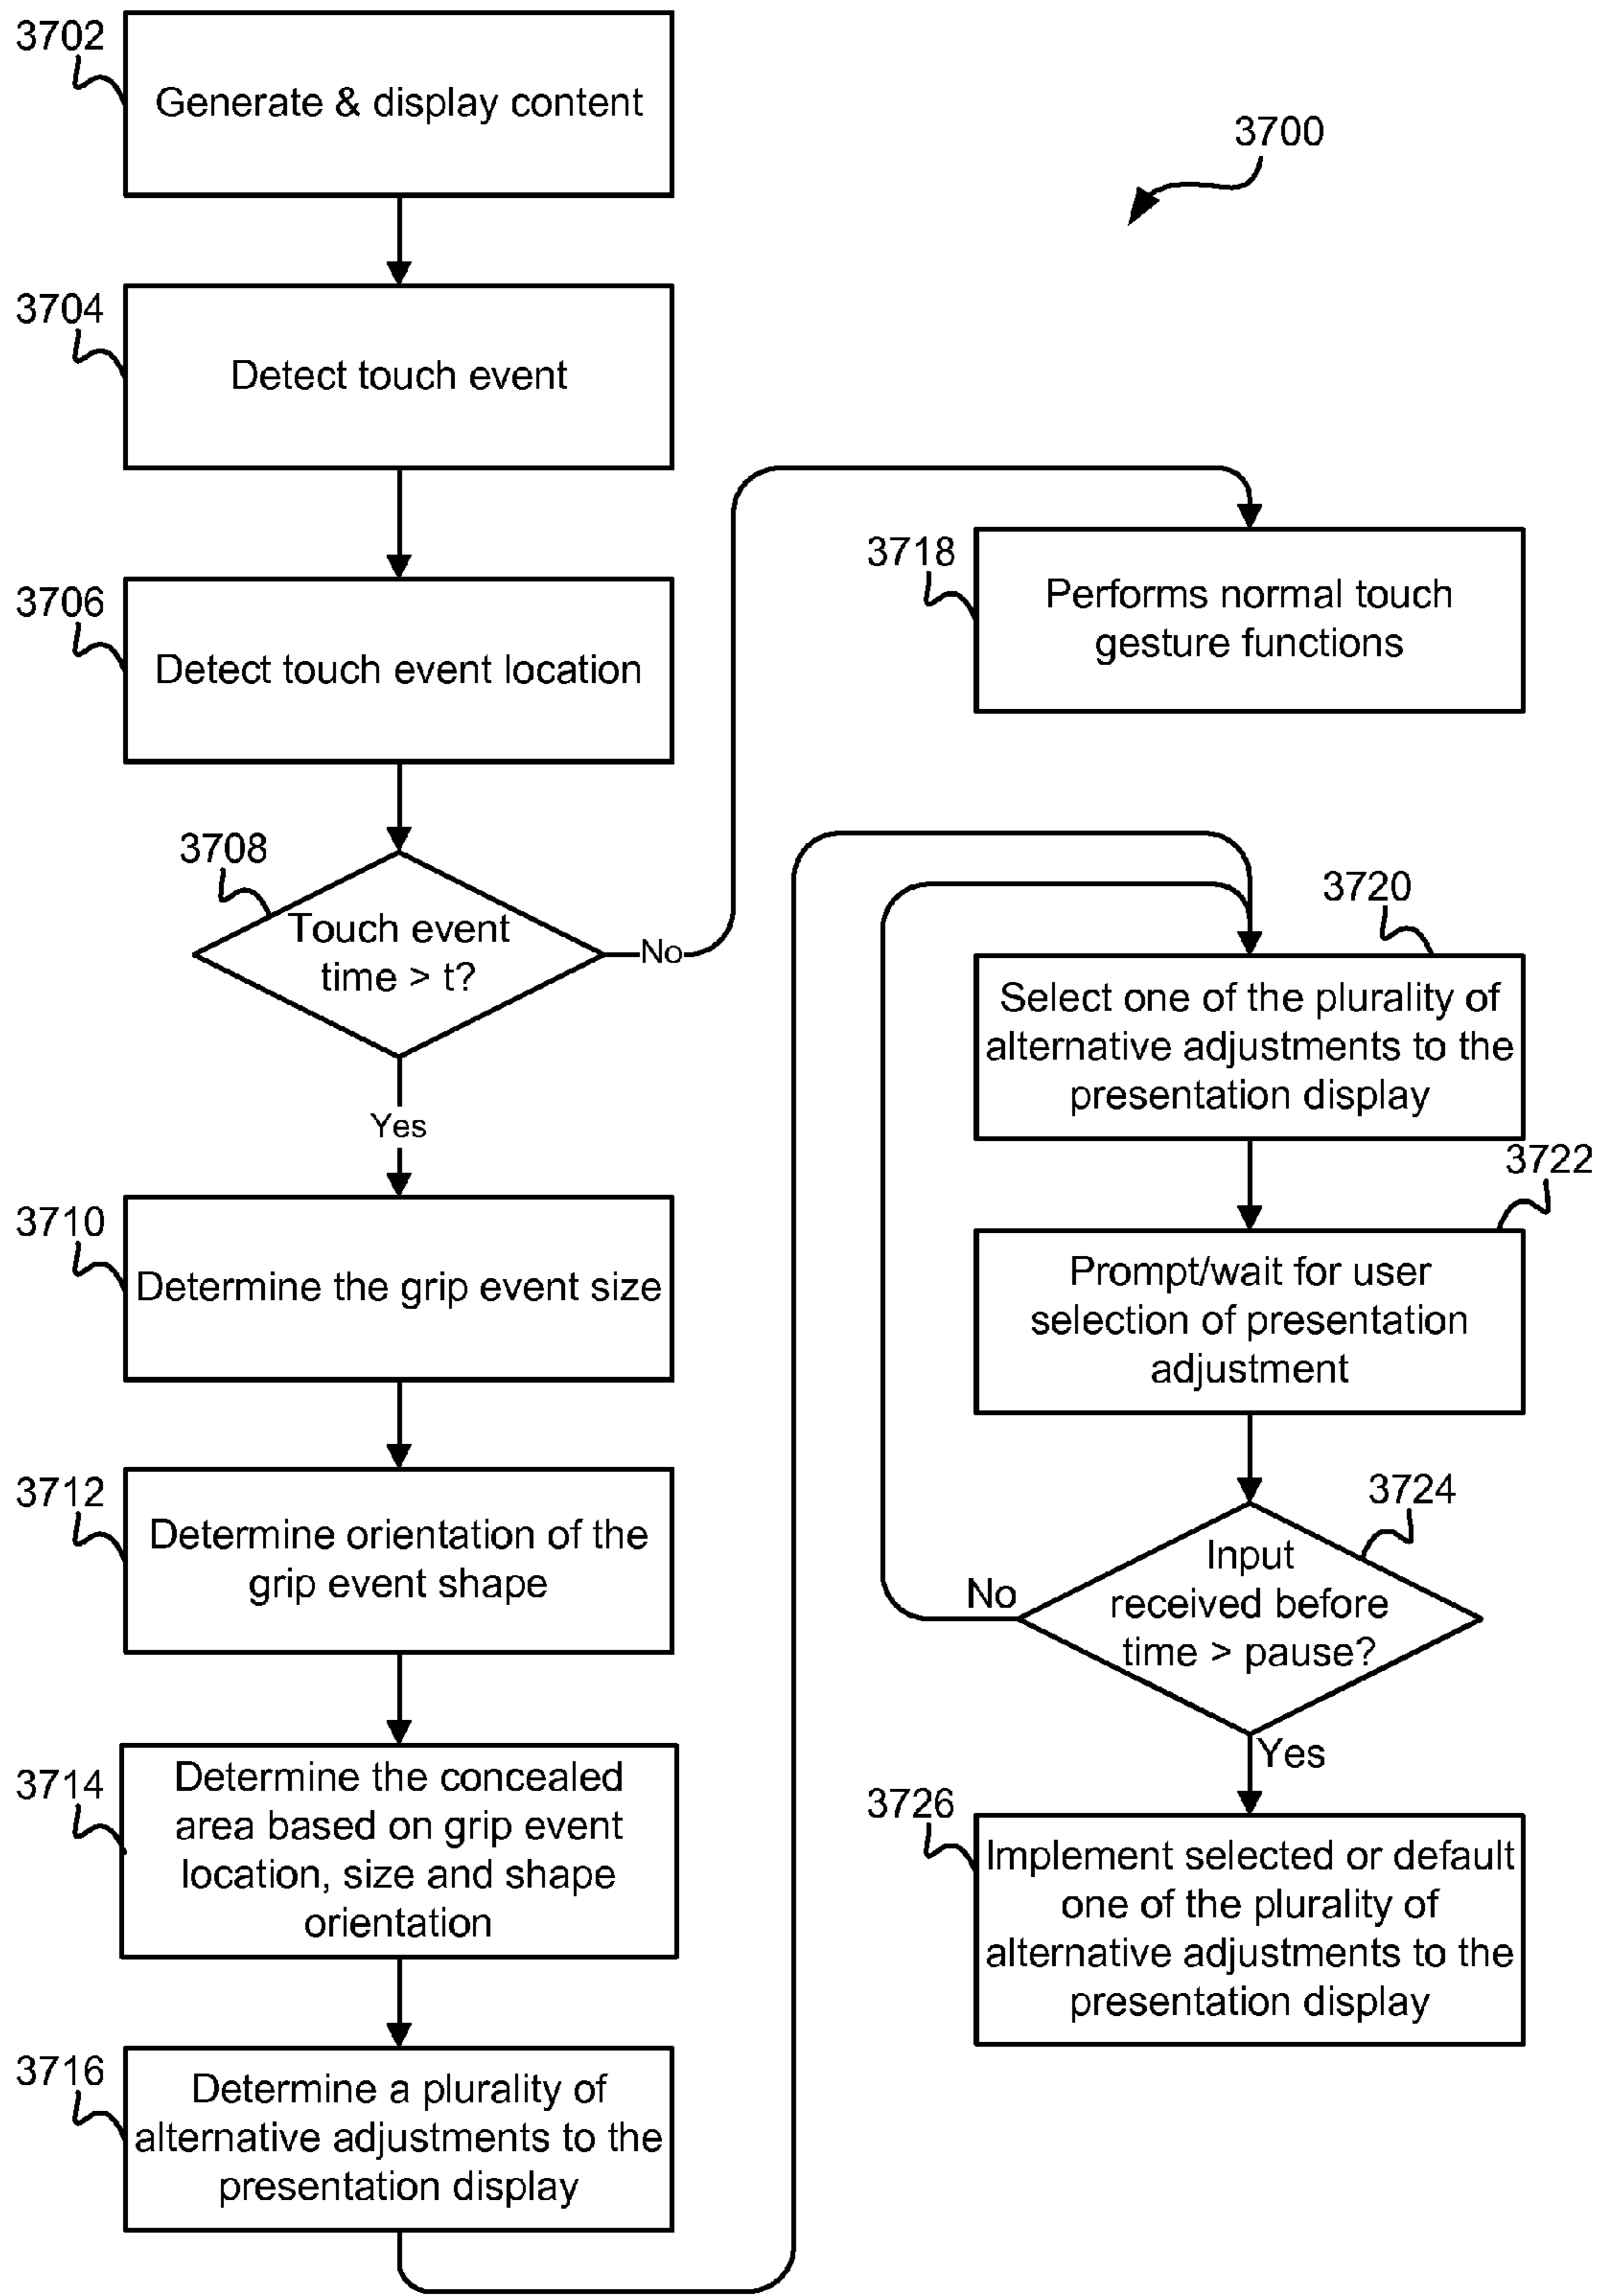 3702
Generate & display content
3700
3704
Detect touch event
3706
Detect touch event location
3708
Touch event
time > t?
No
Yes
3710
Determine the grip event size
3712
Determine orientation of the
grip event shape
3714
Determine the concealed
area based on grip event
location, size and shape
orientation
3716
Determine a plurality of
alternative adjustments to the
presentation display
3718
Performs normal touch
gesture functions
3720
Select one of the plurality of
alternative adjustments to the
presentation display
3722
Prompt/wait for user
selection of presentation
adjustment
3724
Input
received before
time > pause?
No
Yes
3726
Implement selected or default
one of the plurality of
alternative adjustments to the
presentation display